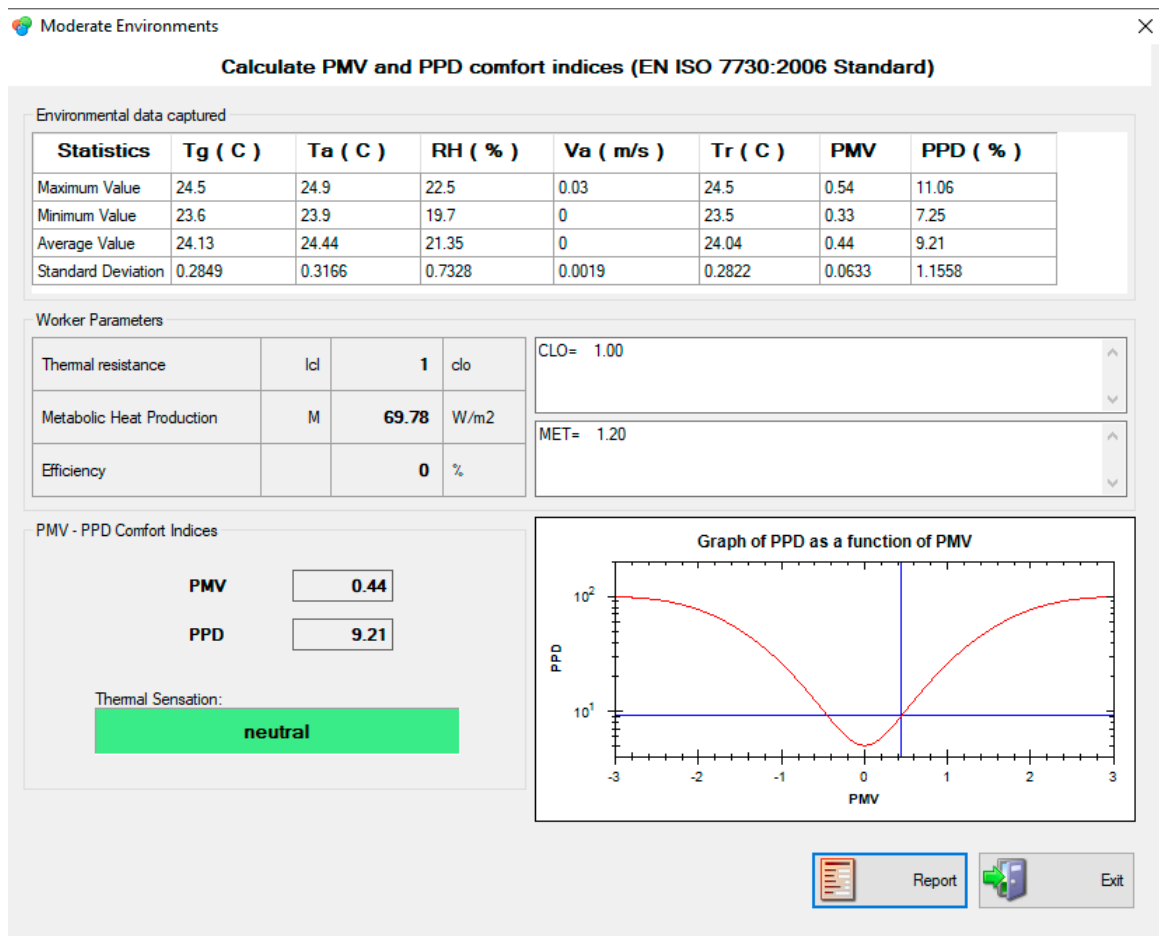 Moderate Environments
Calculate PMV and PPD comfort indices (EN ISO 7730:2006 Standard)
Environmental data captured
Statistics Tg ( C ) Ta ( C ) RH ( % ) Va ( m/s ) Tr ( C ) PMV PPD ( % )
Maximum Value 24.5 24.9 22.5 0.03 24.5 0.54 11.06
Minimum Value 23.6 23.9 19.7 0 23.5 0.33 7.25
Average Value 24.13 24.44 21.35 0 24.04 0.44 9.21
Standard Deviation 0.2849 0.3166 0.7328 0.0019 0.2822 0.0633 1.1558
Worker Parameters
Thermal resistance Icl 1 clo
Metabolic Heat Production M 69.78 W/m2
Efficiency 0 %
CLO= 1.00
MET= 1.20
PMV - PPD Comfort Indices
PMV 0.44
PPD 9.21
Thermal Sensation:
neutral
Graph of PPD as a function of PMV
PPD
10²
10¹
-3 -2 -1 0 1 2 3
PMV
Report
Exit